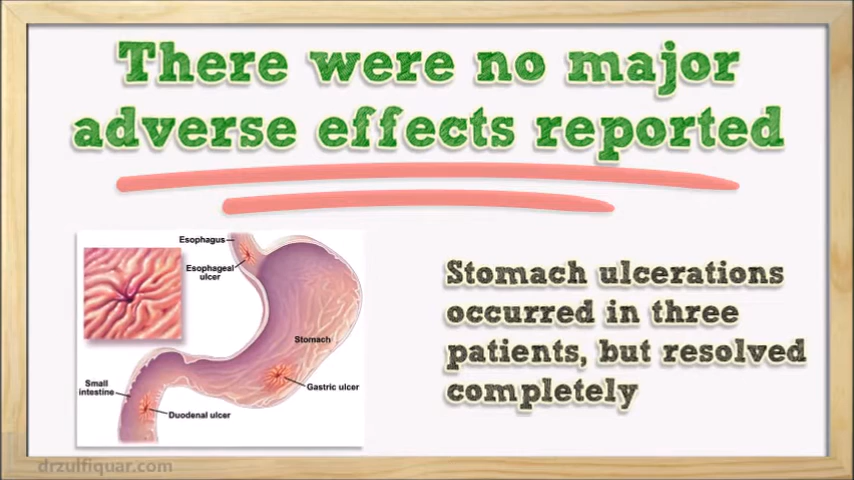 There were no major
adverse effects reported
Esophagus
Esophageal
ulcer
Stomach
Gastric ulcer
Small
intestine
Duodenal ulcer
Stomach ulcerations
occurred in three
patients, but resolved
completely
drzulfiquar.com